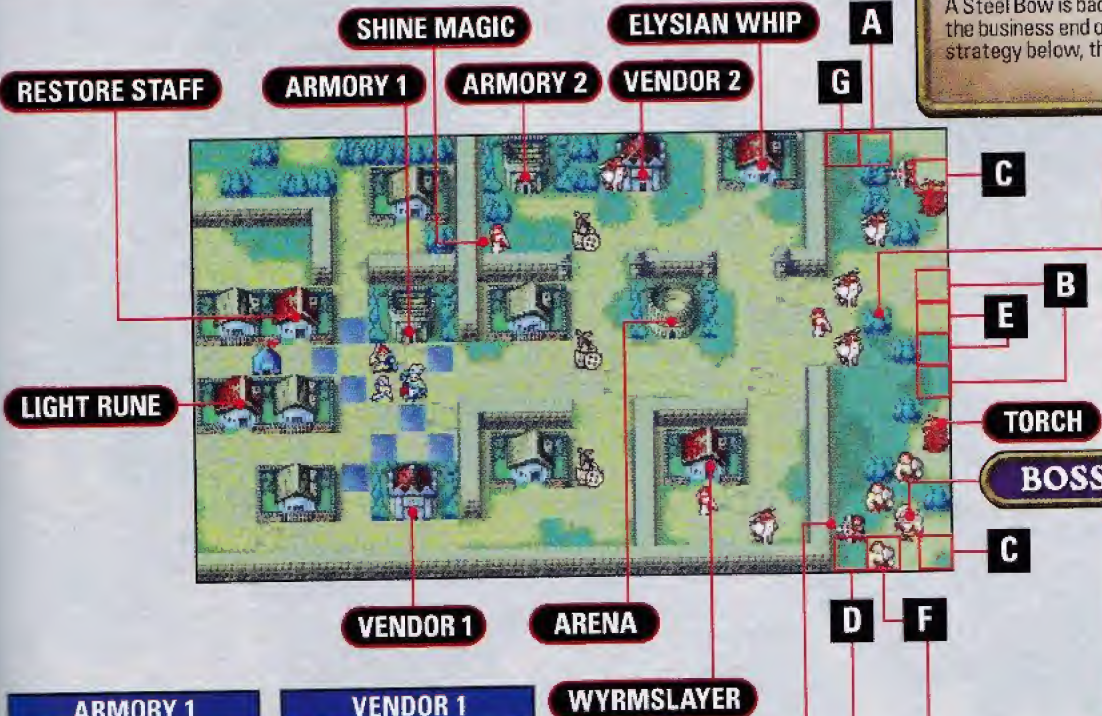 A Steel Bow is bad
the business end o
strategy below, th
SHINE MAGIC
ELYSIAN WHIP
A
RESTORE STAFF
ARMORY 1
ARMORY 2
VENDOR 2
G
C
B
E
LIGHT RUNE
TORCH
BOSS
C
VENDOR 1
ARENA
D
F
WYRMSLAYER
ARMORY 1
VENDOR 1